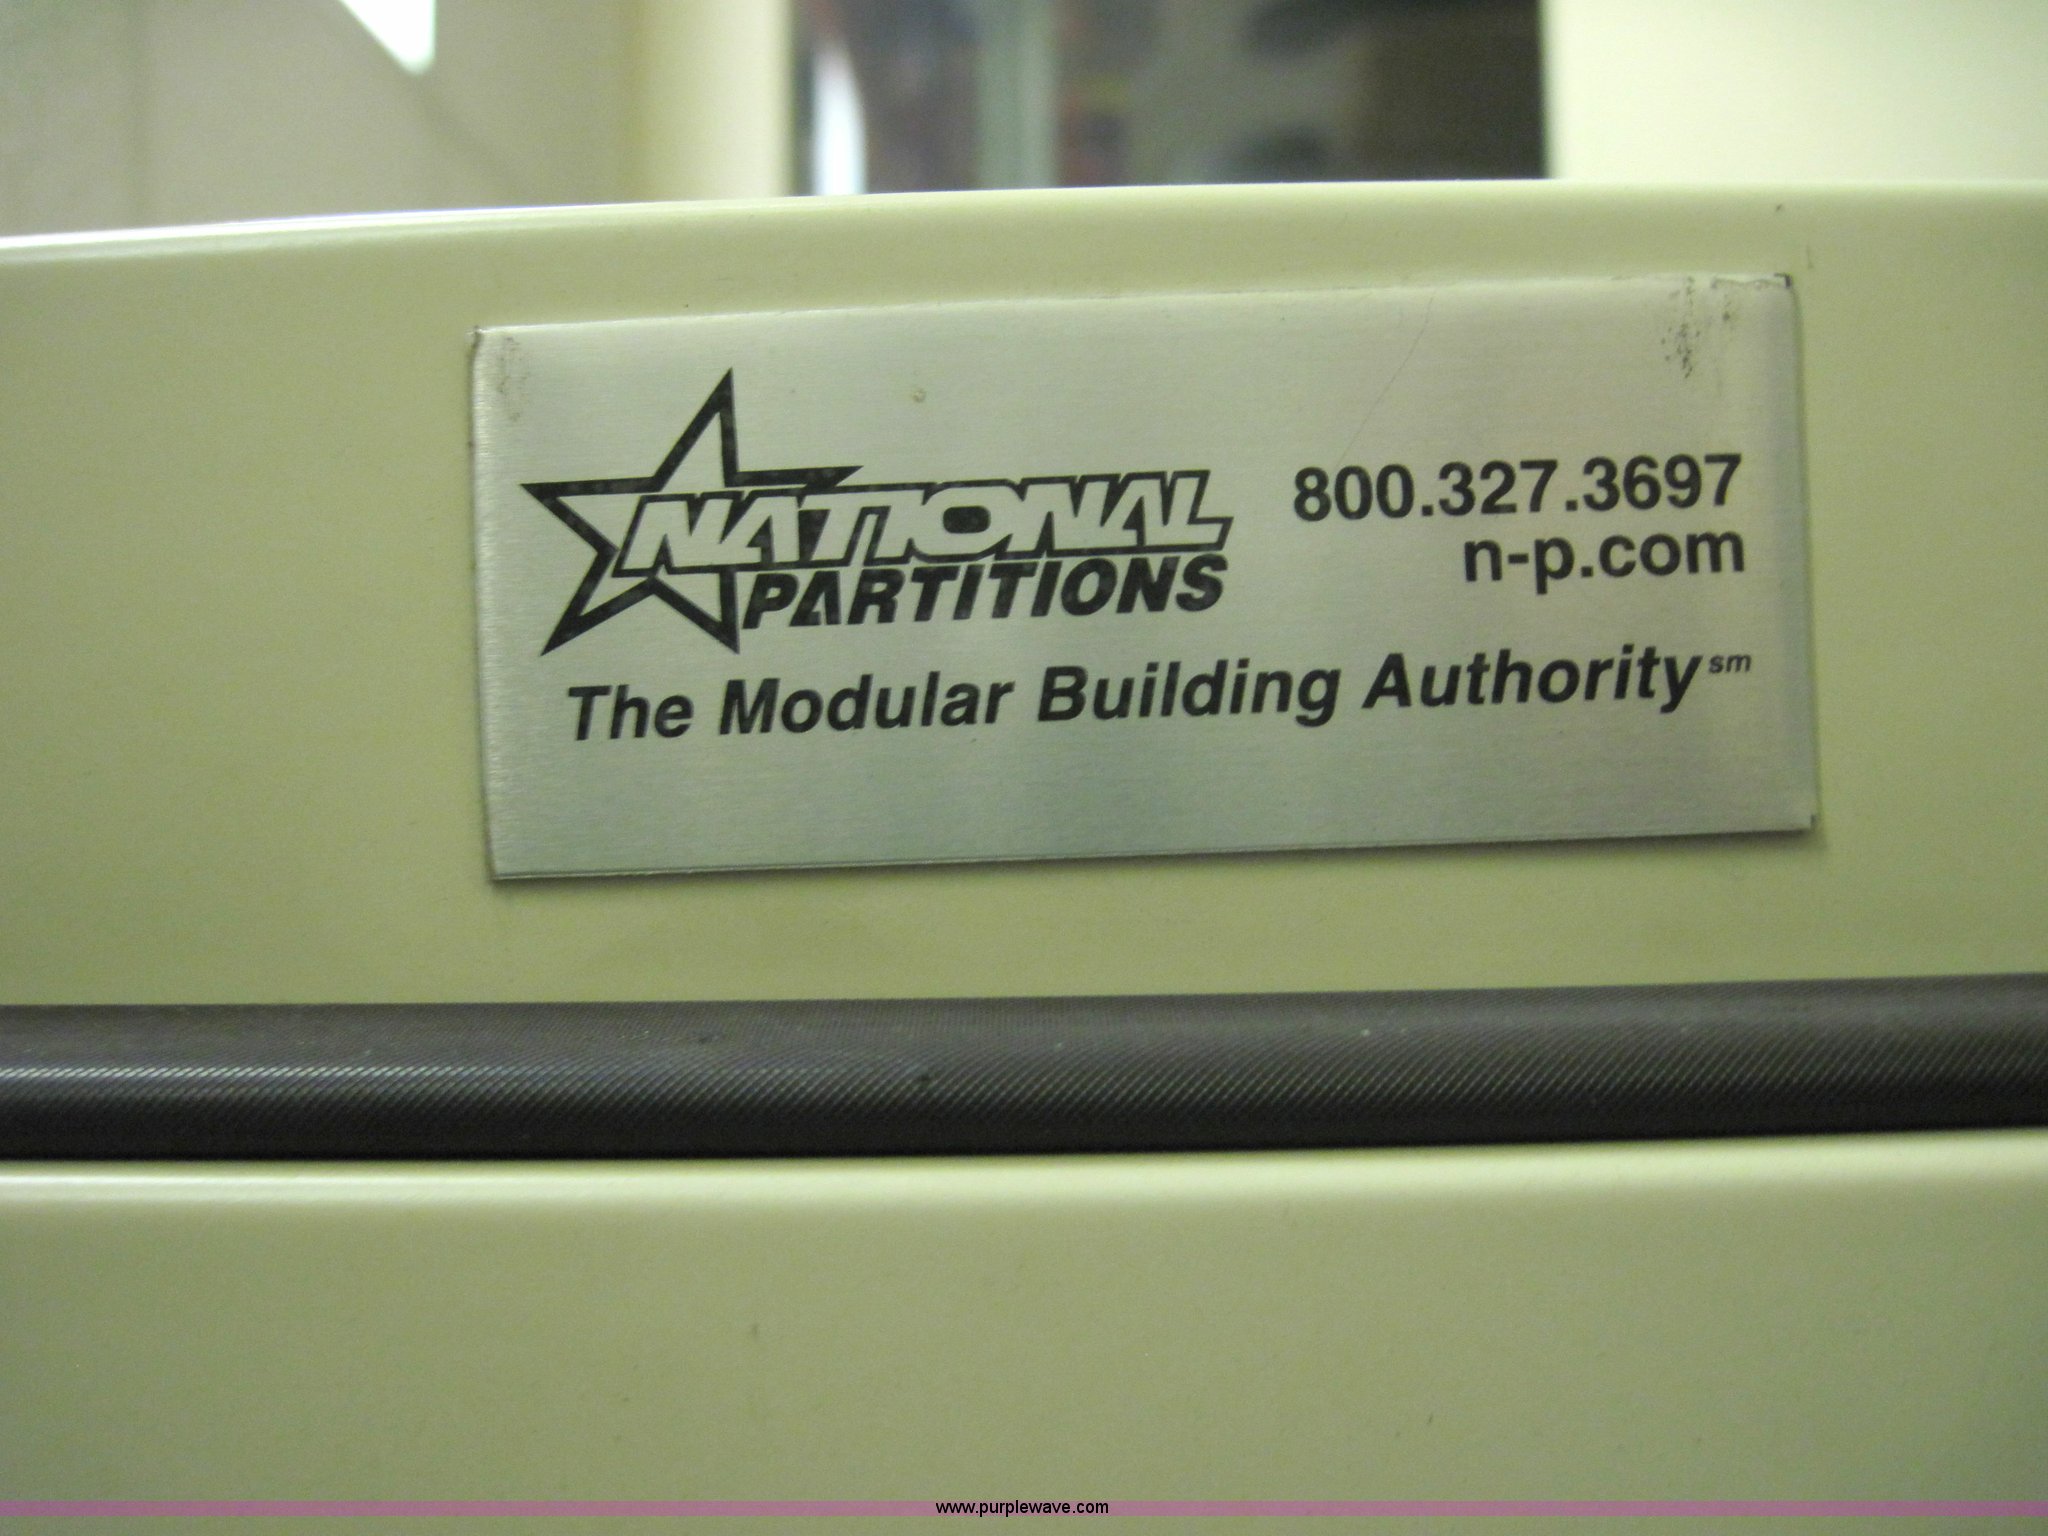 NATIONAL
PARTITIONS
800.327.3697
n-p.com
The Modular Building Authority sm
www.purplewave.com